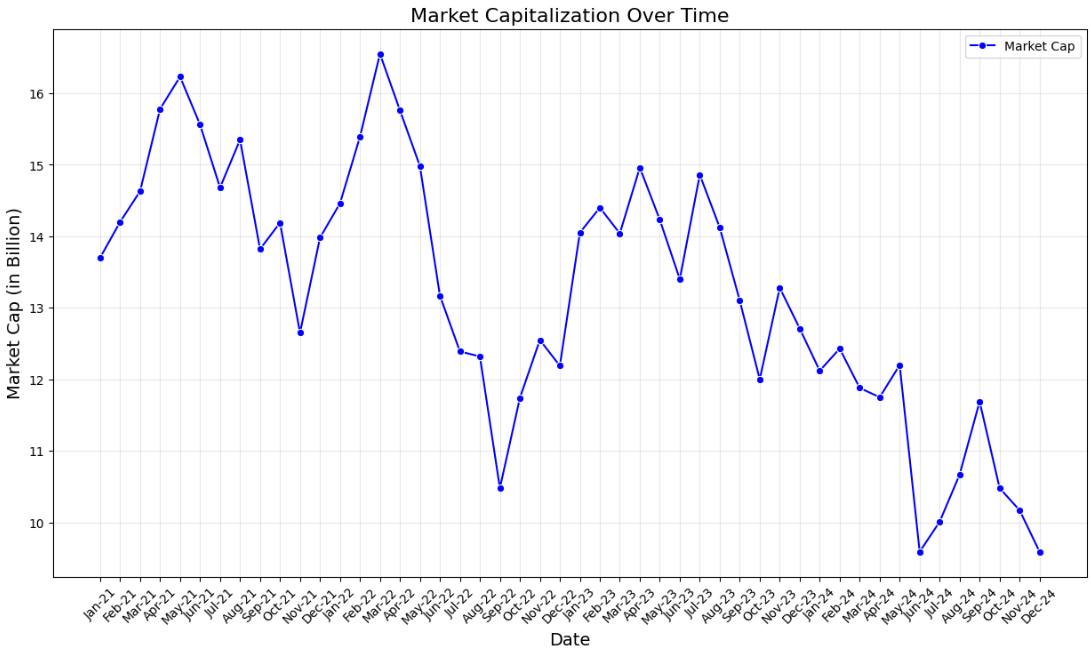 Market Capitalization Over Time
Market Cap
Market Cap (in Billion)
16
15
14
13
12
11
10
Jan-21
Feb-21
Mar-21
Apr-21
May-21
Jun-21
Jul-21
Aug-21
Sep-21
Oct-21
Nov-21
Dec-21
Jan-22
Feb-22
Mar-22
Apr-22
May-22
Jun-22
Jul-22
Aug-22
Sep-22
Oct-22
Nov-22
Dec-22
Jan-23
Feb-23
Mar-23
Apr-23
May-23
Jun-23
Jul-23
Aug-23
Sep-23
Oct-23
Nov-23
Dec-23
Jan-24
Feb-24
Mar-24
Apr-24
May-24
Jun-24
Jul-24
Aug-24
Sep-24
Oct-24
Nov-24
Dec-24
Date